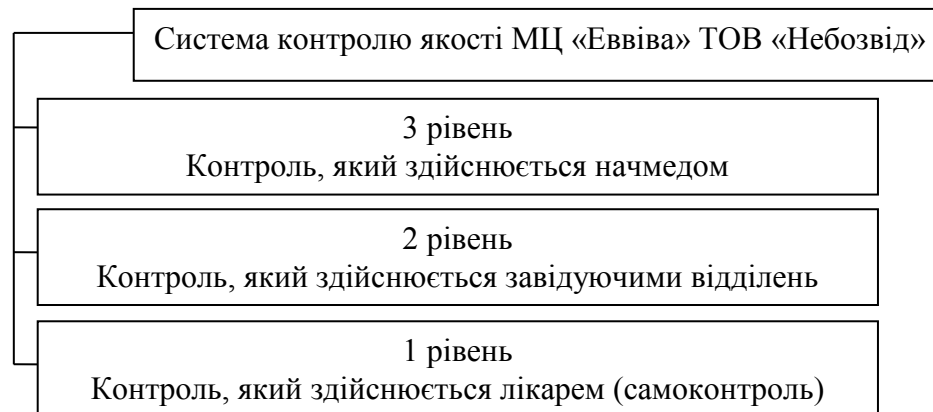 Система контролю якості МЦ «Еввіва» ТОВ «Небозвід»
3 рівень
Контроль, який здійснюється начмедом
2 рівень
Контроль, який здійснюється завідуючими відділень
1 рівень
Контроль, який здійснюється лікарем (самоконтроль)